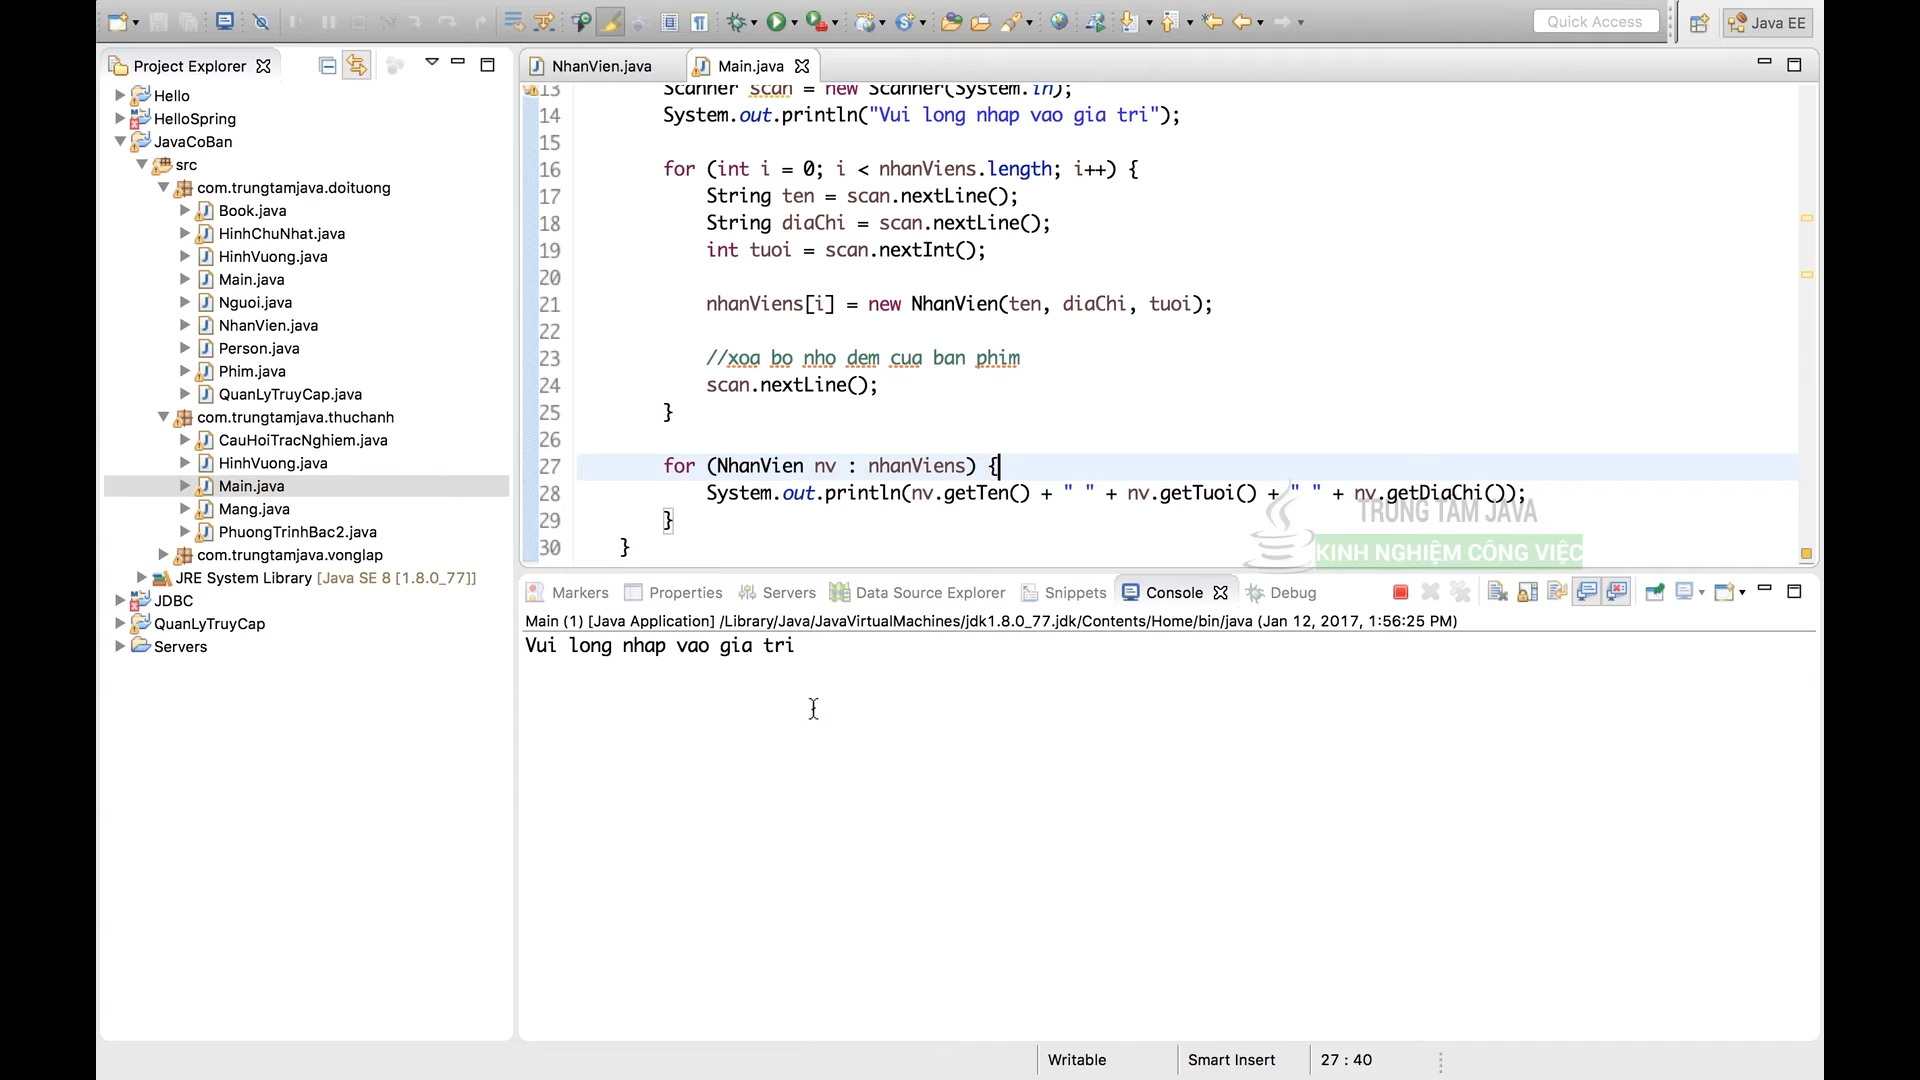 Quick Access
Java EE
Project Explorer
Hello
HelloSpring
JavaCoBan
src
com.trungtamjava.doituong
Book.java
HinhChuNhat.java
HinhVuong.java
Main.java
Nguoi.java
NhanVien.java
Person.java
Phim.java
QuanLyTruyCap.java
com.trungtamjava.thuchanh
CauHoiTracNghiem.java
HinhVuong.java
Main.java
Mang.java
PhuongTrinhBac2.java
com.trungtamjava.vonglap
JRE System Library [Java SE 8 [1.8.0_77]]
JDBC
QuanLyTruyCap
Servers
NhanVien.java Main.java
13 Scanner scan = new Scanner(System.in);
14 System.out.println("Vui long nhap vao gia tri");
15
16 for (int i = 0; i < nhanViens.length; i++) {
17 String ten = scan.nextLine();
18 String diaChi = scan.nextLine();
19 int tuoi = scan.nextInt();
20
21 nhanViens[i] = new NhanVien(ten, diaChi, tuoi);
22
23 //xoa bo nho dem cua ban phim
24 scan.nextLine();
25 }
26
27 for (NhanVien nv : nhanViens) {
28 System.out.println(nv.getTen() + " " + nv.getTuoi() + " " + nv.getDiaChi());
29 }
30 }
TRUNG TAM JAVA
KINH NGHIỆM CÔNG VIỆC
Markers Properties Servers Data Source Explorer Snippets Console Debug
Main (1) [Java Application] /Library/Java/JavaVirtualMachines/jdk1.8.0_77.jdk/Contents/Home/bin/java (Jan 12, 2017, 1:56:25 PM)
Vui long nhap vao gia tri
Writable Smart Insert 27 : 40